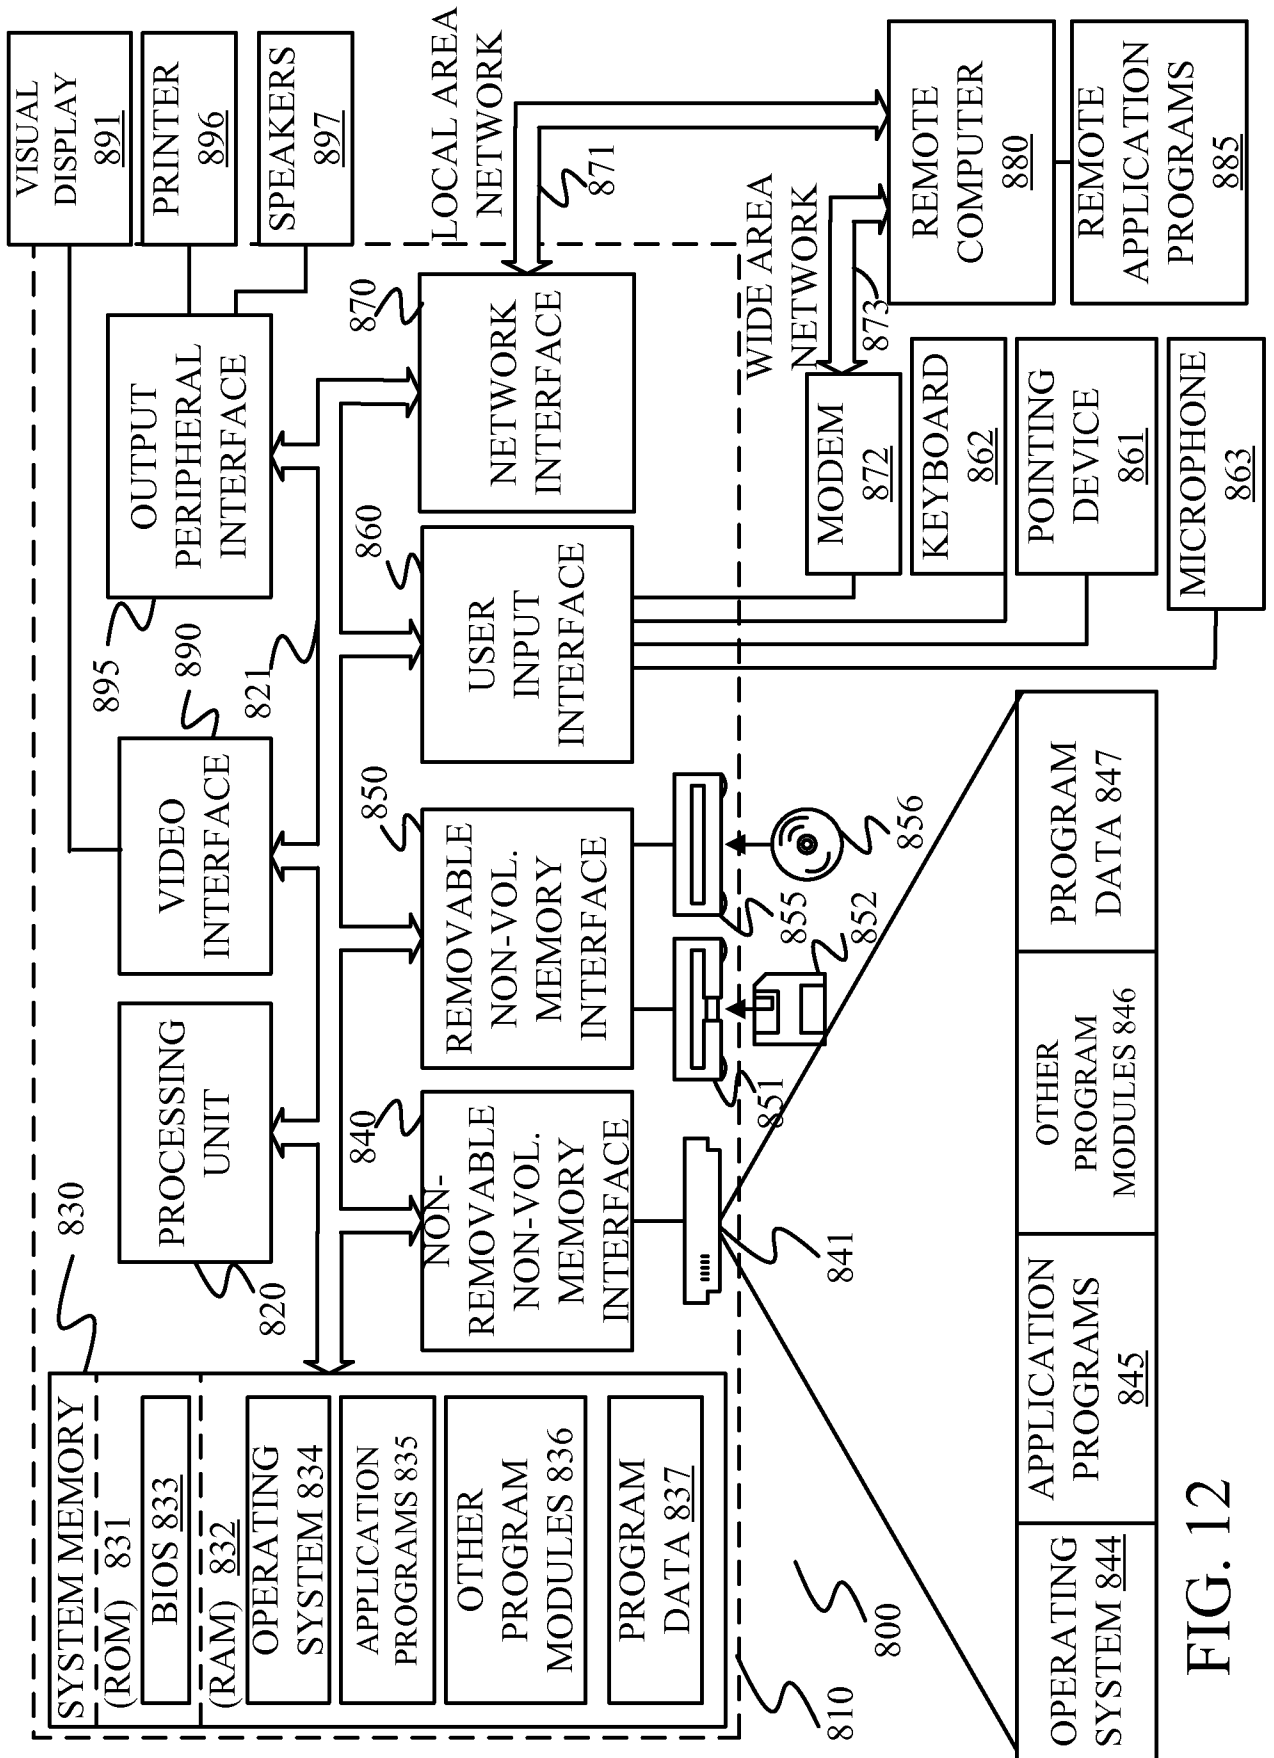 SYSTEM MEMORY
(ROM) 831
BIOS 833
(RAM) 832
OPERATING
SYSTEM 834
APPLICATION
PROGRAMS 835
OTHER
PROGRAM
MODULES 836
PROGRAM
DATA 837
830
820
PROCESSING
UNIT
VIDEO
INTERFACE
890
895
OUTPUT
PERIPHERAL
INTERFACE
821
VISUAL
DISPLAY
891
PRINTER
896
SPEAKERS
897
840
NON-
REMOVABLE
NON-VOL.
MEMORY
INTERFACE
850
REMOVABLE
NON-VOL.
MEMORY
INTERFACE
860
USER
INPUT
INTERFACE
870
NETWORK
INTERFACE
LOCAL AREA
NETWORK
871
WIDE AREA
NETWORK
873
REMOTE
COMPUTER
880
REMOTE
APPLICATION
PROGRAMS
885
MODEM
872
KEYBOARD
862
POINTING
DEVICE
861
MICROPHONE
863
841
851
852
855
856
810
800
OPERATING
SYSTEM 844
APPLICATION
PROGRAMS
845
OTHER
PROGRAM
MODULES 846
PROGRAM
DATA 847
FIG. 12